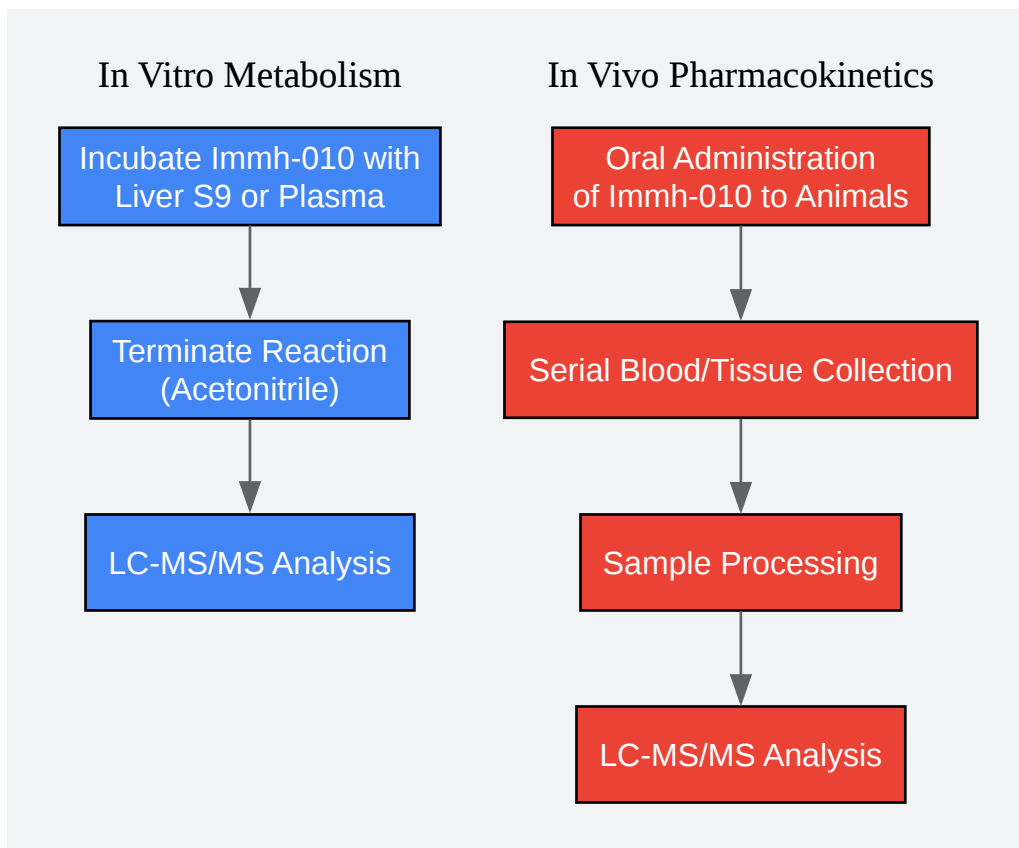 In Vitro Metabolism
Incubate Immh-010 with
Liver S9 or Plasma
Terminate Reaction
(Acetonitrile)
LC-MS/MS Analysis
In Vivo Pharmacokinetics
Oral Administration
of Immh-010 to Animals
Serial Blood/Tissue Collection
Sample Processing
LC-MS/MS Analysis